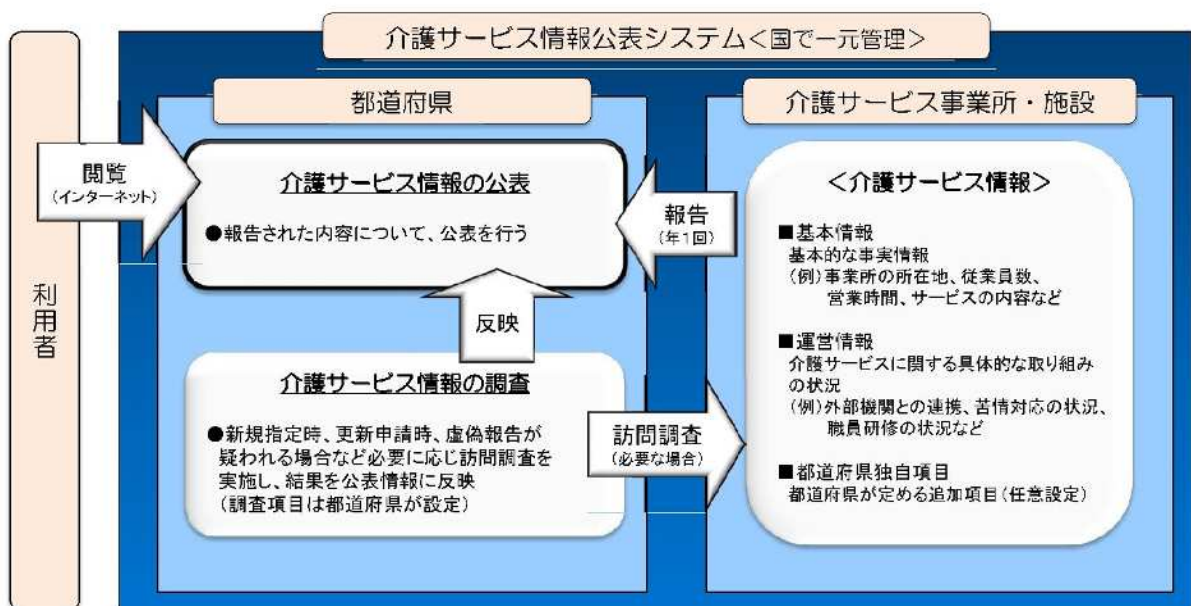 介護サービス情報公表システム＜国で一元管理＞
利用者
都道府県
介護サービス事業所・施設
閲覧
(インターネット)
介護サービス情報の公表
●報告された内容について、公表を行う
報告
(年1回)
反映
介護サービス情報の調査
●新規指定時、更新申請時、虚偽報告が
疑われる場合など必要に応じ訪問調査を
実施し、結果を公表情報に反映
(調査項目は都道府県が設定)
訪問調査
(必要な場合)
＜介護サービス情報＞
■基本情報
基本的な事実情報
(例)事業所の所在地、従業員数、
営業時間、サービスの内容など
■運営情報
介護サービスに関する具体的な取り組み
の状況
(例)外部機関との連携、苦情対応の状況、
職員研修の状況など
■都道府県独自項目
都道府県が定める追加項目(任意設定)